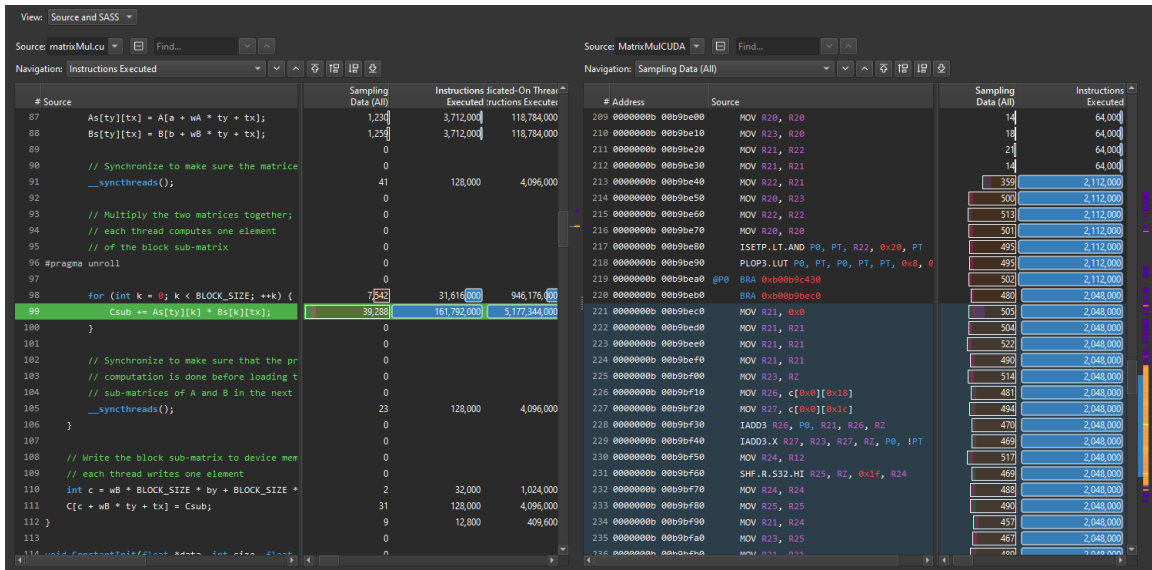 View: Source and SASS
Source: matrixMul.cu Find...
Navigation: Instructions Executed
# Source Sampling Data (All) Instructions Executed
87 As[ty][tx] = A[a + wA * ty + tx]; 1,230 3,712,000 118,784,000
88 Bs[ty][tx] = B[b + wB * ty + tx]; 1,259 3,712,000 118,784,000
89 0
90 // Synchronize to make sure the matrice 0
91 __syncthreads(); 41 128,000 4,096,000
92 0
93 // Multiply the two matrices together; 0
94 // each thread computes one element 0
95 // of the block sub-matrix 0
96 #pragma unroll 0
97 0
98 for (int k = 0; k < BLOCK_SIZE; ++k) { 7,542 31,616,000 946,176,000
99 Csub += As[ty][k] * Bs[k][tx]; 39,288 161,792,000 5,177,344,000
100 } 0
101 0
102 // Synchronize to make sure that the pr 0
103 // computation is done before loading t 0
104 // sub-matrices of A and B in the next 0
105 __syncthreads(); 23 128,000 4,096,000
106 } 0
107 0
108 // Write the block sub-matrix to device mem 0
109 // each thread writes one element 0
110 int c = wB * BLOCK_SIZE * by + BLOCK_SIZE * 2 32,000 1,024,000
111 C[c + wB * ty + tx] = Csub; 31 128,000 4,096,000
112 } 9 12,800 409,600
113 0
114 void ConstantInit(float *data, int size, float 0
Source: MatrixMulCUDA Find...
Navigation: Sampling Data (All)
# Address Source Sampling Data (All) Instructions Executed
209 0000000b 00b9be00 MOV R20, R20 14 64,000
210 0000000b 00b9be10 MOV R23, R20 18 64,000
211 0000000b 00b9be20 MOV R21, R22 21 64,000
212 0000000b 00b9be30 MOV R21, R21 14 64,000
213 0000000b 00b9be40 MOV R22, R21 359 2,112,000
214 0000000b 00b9be50 MOV R20, R23 500 2,112,000
215 0000000b 00b9be60 MOV R22, R22 513 2,112,000
216 0000000b 00b9be70 MOV R20, R20 501 2,112,000
217 0000000b 00b9be80 ISETP.LT.AND P0, PT, R22, 0x20, PT 495 2,112,000
218 0000000b 00b9be90 PLOP3.LUT P0, PT, P0, PT, PT, 0x8, 0 495 2,112,000
219 0000000b 00b9bea0 @P0 BRA 0xb00b9c430 502 2,112,000
220 0000000b 00b9beb0 BRA 0xb00b9bec0 480 2,048,000
221 0000000b 00b9bec0 MOV R21, 0x0 505 2,048,000
222 0000000b 00b9bed0 MOV R21, R21 504 2,048,000
223 0000000b 00b9bee0 MOV R21, R21 522 2,048,000
224 0000000b 00b9bef0 MOV R21, R21 490 2,048,000
225 0000000b 00b9bf00 MOV R23, RZ 514 2,048,000
226 0000000b 00b9bf10 MOV R26, c[0x0][0x18] 481 2,048,000
227 0000000b 00b9bf20 MOV R27, c[0x0][0x1c] 494 2,048,000
228 0000000b 00b9bf30 IADD3 R26, P0, R21, R26, RZ 470 2,048,000
229 0000000b 00b9bf40 IADD3.X R27, R23, R27, RZ, P0, !PT 469 2,048,000
230 0000000b 00b9bf50 MOV R24, R12 517 2,048,000
231 0000000b 00b9bf60 SHF.R.S32.HI R25, RZ, 0x1f, R24 469 2,048,000
232 0000000b 00b9bf70 MOV R24, R24 488 2,048,000
233 0000000b 00b9bf80 MOV R25, R25 490 2,048,000
234 0000000b 00b9bf90 MOV R21, R24 457 2,048,000
235 0000000b 00b9bfa0 MOV R23, R25 467 2,048,000
236 0000000b 00b9bfb0 MOV R21, R21 480 2,048,000